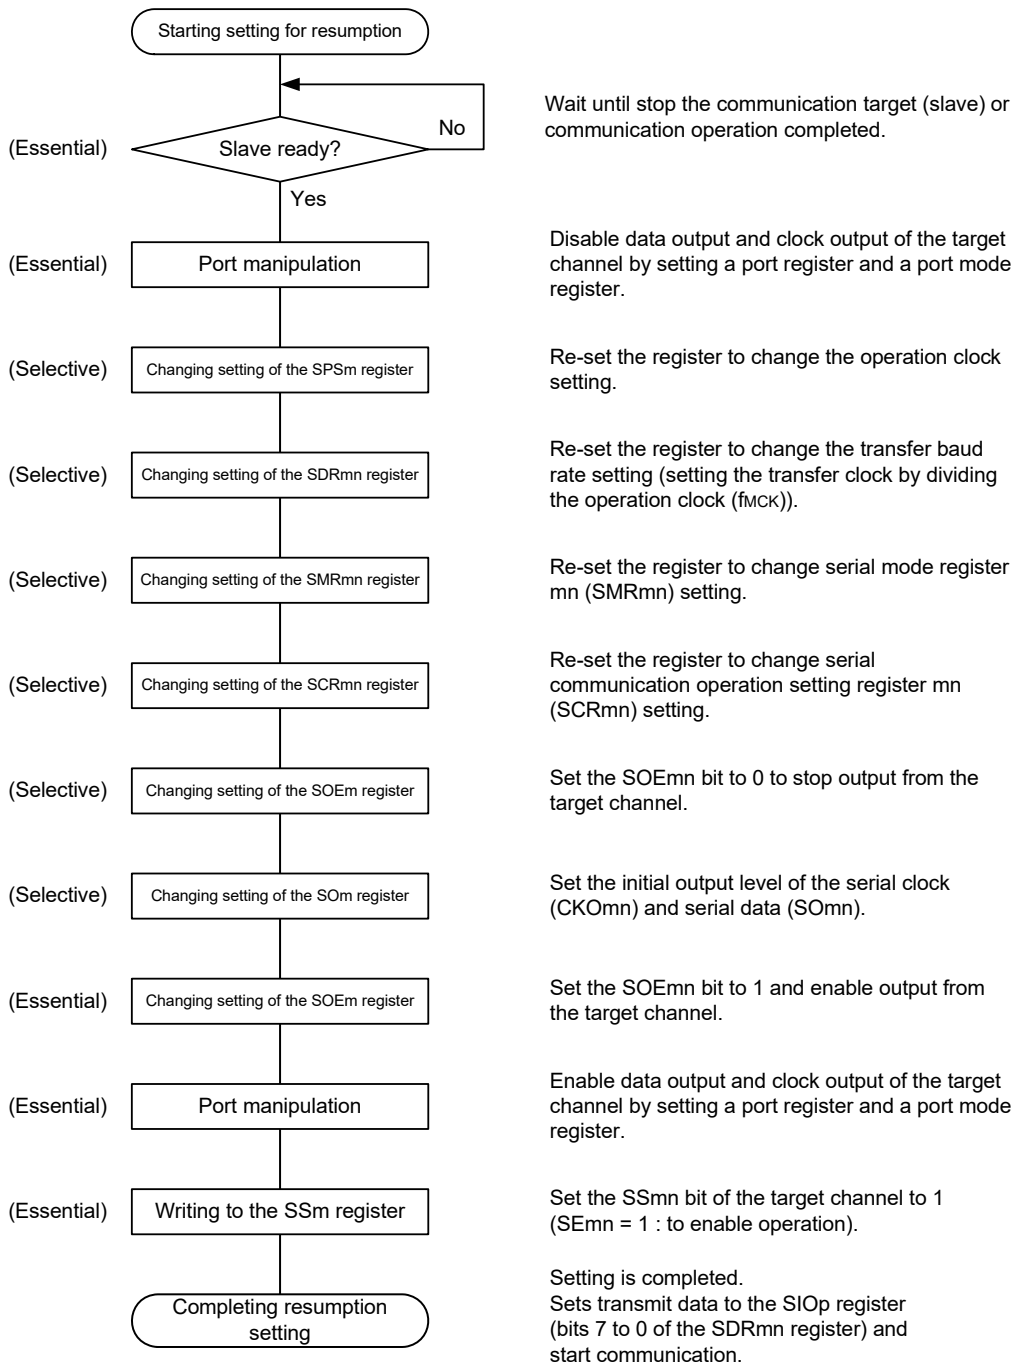 Starting setting for resumption
Wait until stop the communication target (slave) or
communication operation completed.
No
(Essential)
Slave ready?
Yes
Disable data output and clock output of the target
channel by setting a port register and a port mode
register.
(Essential)
Port manipulation
Re-set the register to change the operation clock
setting.
(Selective)
Changing setting of the SPSm register
Re-set the register to change the transfer baud
rate setting (setting the transfer clock by dividing
the operation clock (fMCK)).
(Selective)
Changing setting of the SDRmn register
Re-set the register to change serial mode register
mn (SMRmn) setting.
(Selective)
Changing setting of the SMRmn register
Re-set the register to change serial
communication operation setting register mn
(SCRmn) setting.
(Selective)
Changing setting of the SCRmn register
Set the SOEmn bit to 0 to stop output from the
target channel.
(Selective)
Changing setting of the SOEm register
Set the initial output level of the serial clock
(CKOmn) and serial data (SOmn).
(Selective)
Changing setting of the SOm register
Set the SOEmn bit to 1 and enable output from
the target channel.
(Essential)
Changing setting of the SOEm register
Enable data output and clock output of the target
channel by setting a port register and a port mode
register.
(Essential)
Port manipulation
Set the SSmn bit of the target channel to 1
(SEmn = 1 : to enable operation).
(Essential)
Writing to the SSm register
Completing resumption
setting
Setting is completed.
Sets transmit data to the SIOp register
(bits 7 to 0 of the SDRmn register) and
start communication.